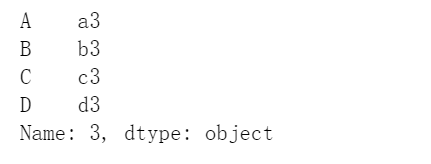 A    a3
B    b3
C    c3
D    d3
Name: 3, dtype: object